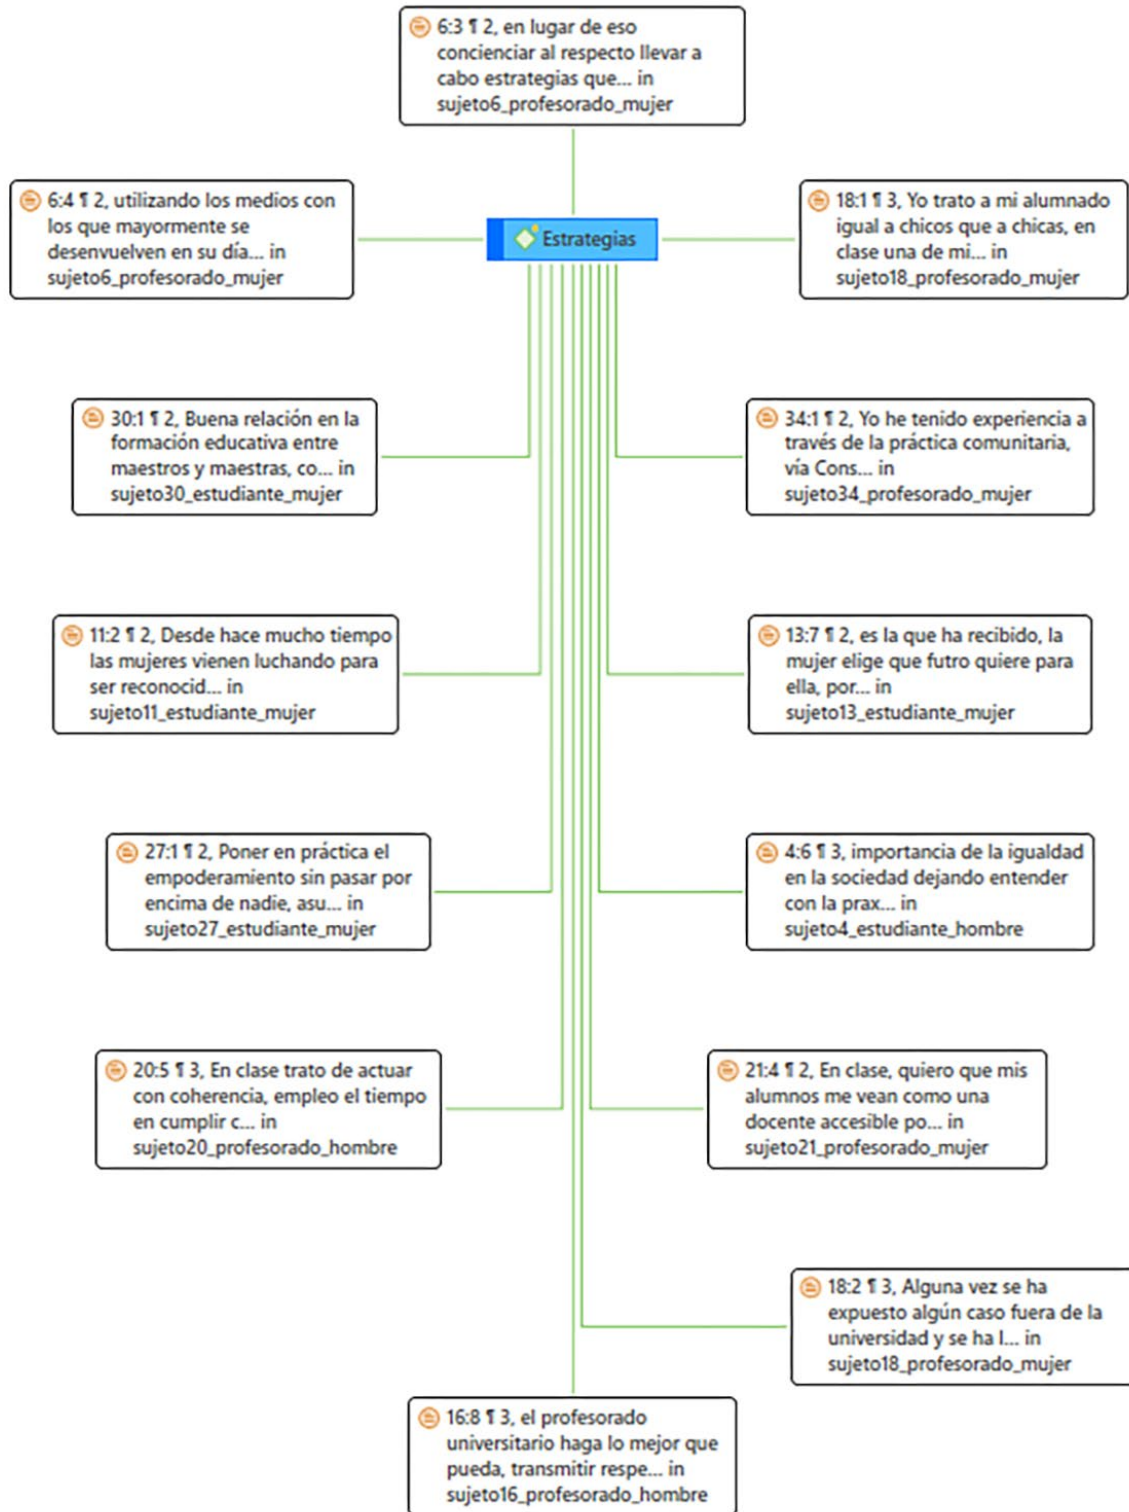 6:3 ¶ 2, en lugar de eso
concienciar al respecto llevar a
cabo estrategias que... in
sujeto6_profesorado_mujer
6:4 ¶ 2, utilizando los medios con
los que mayormente se
desenvuelven en su día... in
sujeto6_profesorado_mujer
Estrategias
18:1 ¶ 3, Yo trato a mi alumnado
igual a chicos que a chicas, en
clase una de mi... in
sujeto18_profesorado_mujer
30:1 ¶ 2, Buena relación en la
formación educativa entre
maestros y maestras, co... in
sujeto30_estudiante_mujer
34:1 ¶ 2, Yo he tenido experiencia a
través de la práctica comunitaria,
vía Cons... in
sujeto34_profesorado_mujer
11:2 ¶ 2, Desde hace mucho tiempo
las mujeres vienen luchando para
ser reconocid... in
sujeto11_estudiante_mujer
13:7 ¶ 2, es la que ha recibido, la
mujer elige que futro quiere para
ella, por... in
sujeto13_estudiante_mujer
27:1 ¶ 2, Poner en práctica el
empoderamiento sin pasar por
encima de nadie, asu... in
sujeto27_estudiante_mujer
4:6 ¶ 3, importancia de la igualdad
en la sociedad dejando entender
con la prax... in
sujeto4_estudiante_hombre
20:5 ¶ 3, En clase trato de actuar
con coherencia, empleo el tiempo
en cumplir c... in
sujeto20_profesorado_hombre
21:4 ¶ 2, En clase, quiero que mis
alumnos me vean como una
docente accesible po... in
sujeto21_profesorado_mujer
18:2 ¶ 3, Alguna vez se ha
expuesto algún caso fuera de la
universidad y se ha l... in
sujeto18_profesorado_mujer
16:8 ¶ 3, el profesorado
universitario haga lo mejor que
pueda, transmitir respe... in
sujeto16_profesorado_hombre